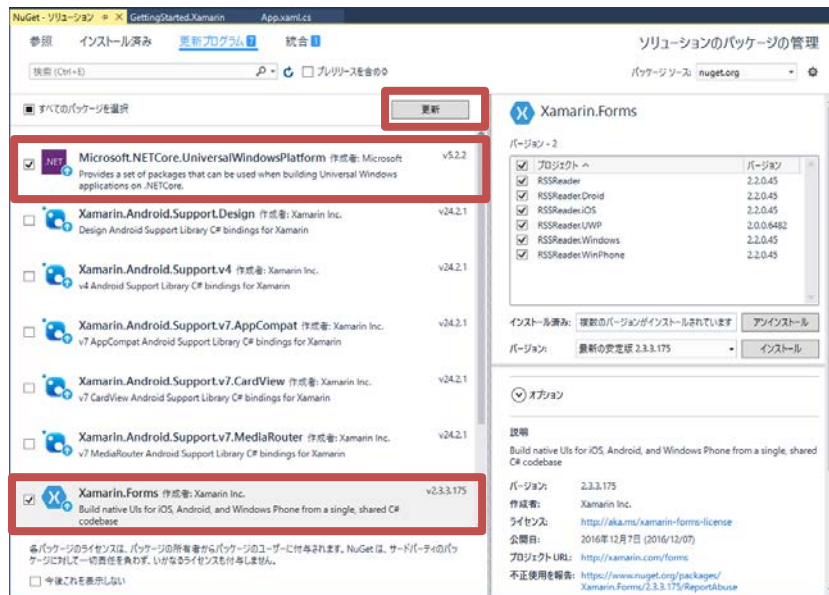 NuGet - ソリューション GettingStarted.Xamarin App.xaml.cs
参照 インストール済み 更新プログラム 7 統合 1
ソリューションのパッケージの管理
検索 (Ctrl+E) プレリリースを含める
パッケージ ソース: nuget.org
すべてのパッケージを選択 更新
.NET
Microsoft.NETCore.UniversalWindowsPlatform 作成者: Microsoft v5.2.2
Provides a set of packages that can be used when building Universal Windows
applications on .NETCore.
Xamarin.Android.Support.Design 作成者: Xamarin Inc. v24.2.1
Design Android Support Library C# bindings for Xamarin
Xamarin.Android.Support.v4 作成者: Xamarin Inc. v24.2.1
v4 Android Support Library C# bindings for Xamarin
Xamarin.Android.Support.v7.AppCompat 作成者: Xamarin Inc. v24.2.1
v7 AppCompat Android Support Library C# bindings for Xamarin
Xamarin.Android.Support.v7.CardView 作成者: Xamarin Inc. v24.2.1
v7 CardView Android Support Library C# bindings for Xamarin
Xamarin.Android.Support.v7.MediaRouter 作成者: Xamarin Inc. v24.2.1
v7 MediaRouter Android Support Library C# bindings for Xamarin
Xamarin.Forms 作成者: Xamarin Inc. v2.3.3.175
Build native UIs for iOS, Android, and Windows Phone from a single, shared C#
codebase
各パッケージのライセンスは、パッケージの所有者からパッケージのユーザーに付与されます。NuGet は、サードパーティのパッ
ケージに対して一切責任を負わず、いかなるライセンスも付与しません。
今後これを表示しない
Xamarin.Forms
バージョン - 2
プロジェクト バージョン
RSSReader 2.2.0.45
RSSReader.Droid 2.2.0.45
RSSReader.iOS 2.2.0.45
RSSReader.UWP 2.0.0.6482
RSSReader.Windows 2.2.0.45
RSSReader.WinPhone 2.2.0.45
インストール済み: 複数のバージョンがインストールされています アンインストール
バージョン: 最新の安定版 2.3.3.175 インストール
オプション
説明
Build native UIs for iOS, Android, and Windows Phone from a single, shared
C# codebase
バージョン: 2.3.3.175
作成者: Xamarin Inc.
ライセンス: http://aka.ms/xamarin-forms-license
公開日: 2016年12月7日 (2016/12/07)
プロジェクト URL: http://xamarin.com/forms
不正使用を報告: https://www.nuget.org/packages/
Xamarin.Forms/2.3.3.175/ReportAbuse